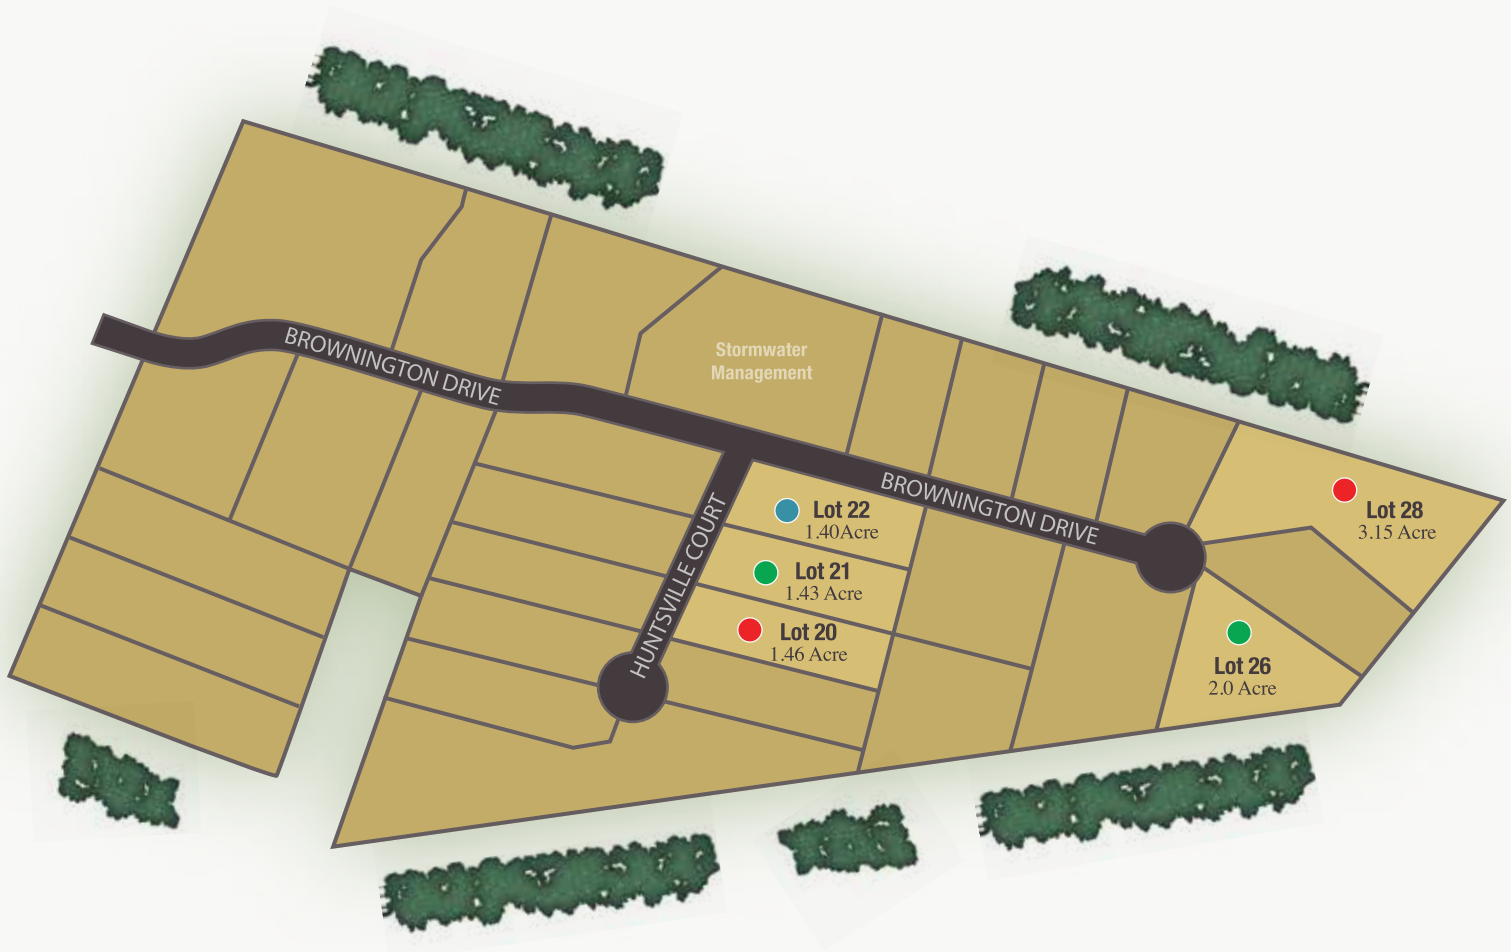 BROWNINGTON DRIVE
Stormwater
Management
BROWNINGTON DRIVE
HUNTSVILLE COURT
Lot 22
1.40Acre
Lot 21
1.43 Acre
Lot 20
1.46 Acre
Lot 28
3.15 Acre
Lot 26
2.0 Acre